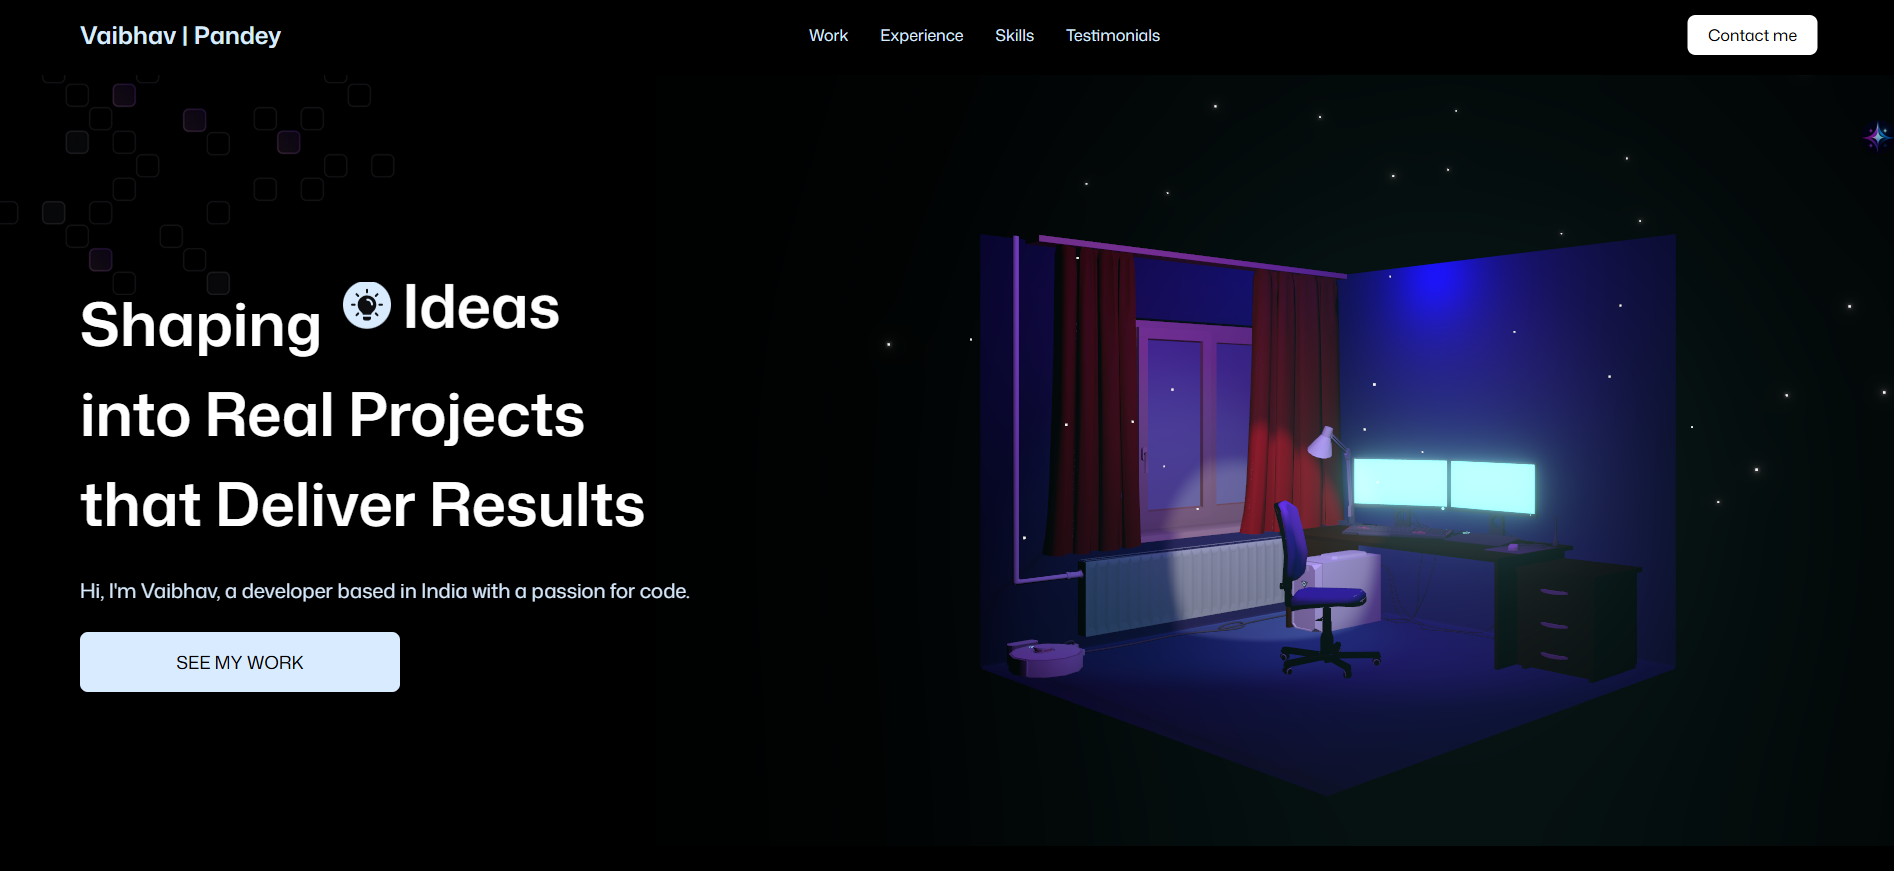 Vaibhav | Pandey
Work
Experience
Skills
Testimonials
Contact me
Shaping Ideas
into Real Projects
that Deliver Results
Hi, I'm Vaibhav, a developer based in India with a passion for code.
SEE MY WORK